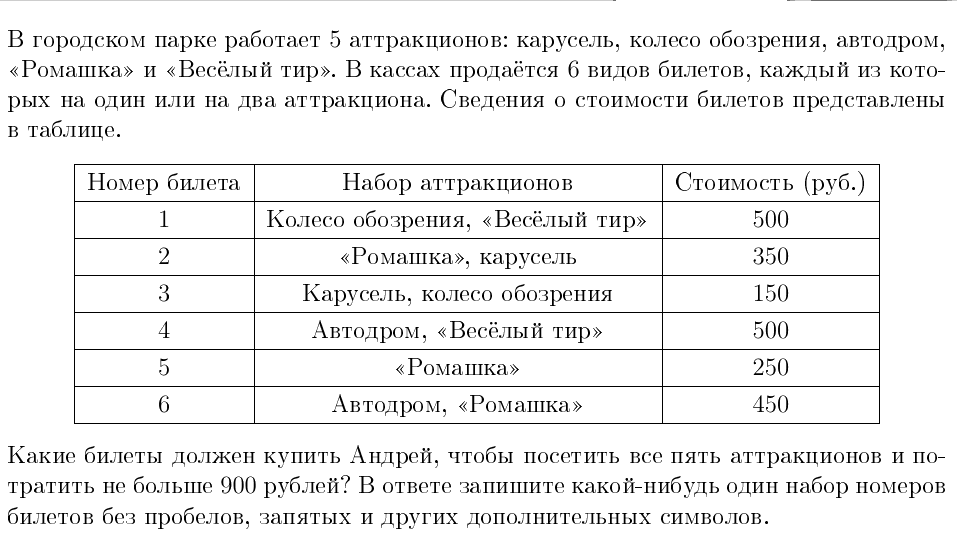 В городском парке работает 5 аттракционов: карусель, колесо обозрения, автодром,
«Ромашка» и «Весёлый тир». В кассах продаётся 6 видов билетов, каждый из кото-
рых на один или на два аттракциона. Сведения о стоимости билетов представлены
в таблице.
Номер билета Набор аттракционов Стоимость (руб.)
1 Колесо обозрения, «Весёлый тир» 500
2 «Ромашка», карусель 350
3 Карусель, колесо обозрения 150
4 Автодром, «Весёлый тир» 500
5 «Ромашка» 250
6 Автодром, «Ромашка» 450
Какие билеты должен купить Андрей, чтобы посетить все пять аттракционов и по-
тратить не больше 900 рублей? В ответе запишите какой-нибудь один набор номеров
билетов без пробелов, запятых и других дополнительных символов.